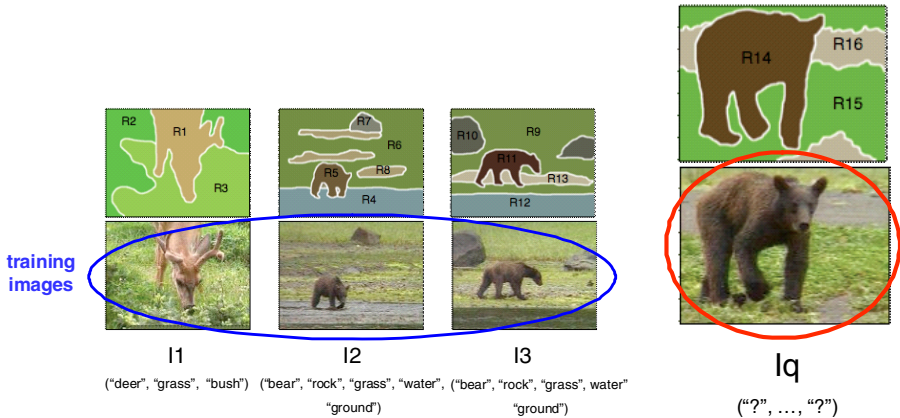 R14
R16
R15
R2
R1
R3
R7
R6
R8
R5
R4
R10
R9
R11
R13
R12
training
images
I1
I2
I3
Iq
(“deer”, “grass”, “bush”)
(“bear”, “rock”, “grass”, “water”,
“ground”)
(“bear”, “rock”, “grass”, water”
“ground”)
(“?”, …, “?”)